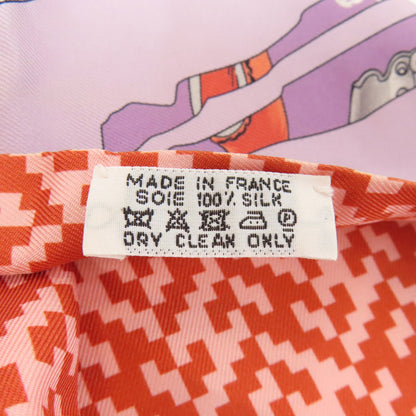 MADE IN FRANCE
SOIE 100% SILK
P
DRY CLEAN ONLY